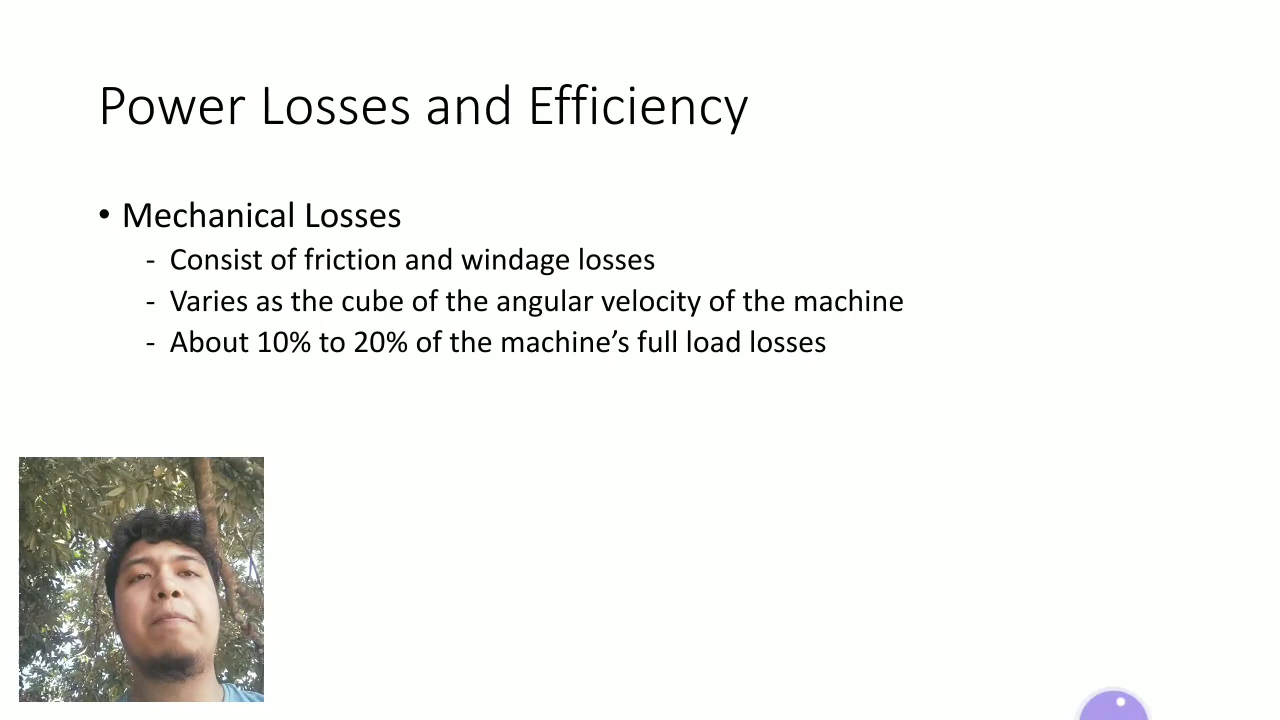 Power Losses and Efficiency
• Mechanical Losses
- Consist of friction and windage losses
- Varies as the cube of the angular velocity of the machine
- About 10% to 20% of the machine’s full load losses